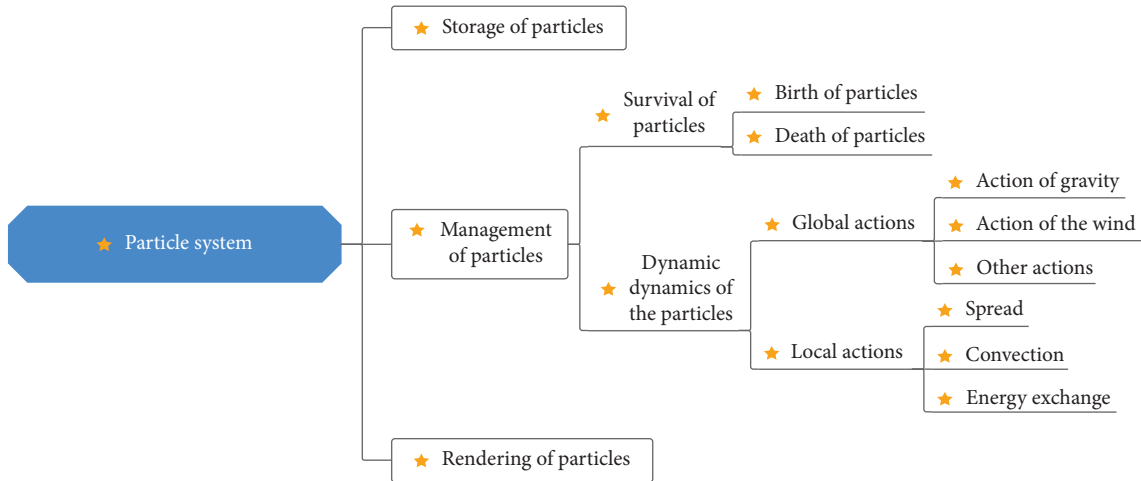 Particle system
Storage of particles
Management
of particles
Survival of
particles
Birth of particles
Death of particles
Dynamic
dynamics of
the particles
Global actions
Action of gravity
Action of the wind
Other actions
Local actions
Spread
Convection
Energy exchange
Rendering of particles